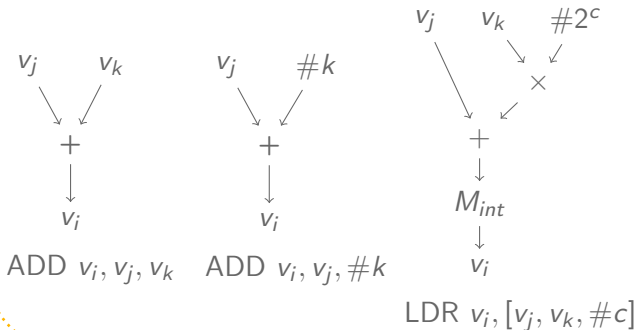 v_j v_k
+
v_i
ADD v_i, v_j, v_k
v_j #k
+
v_i
ADD v_i, v_j, #k
v_j v_k #2^c
×
+
M_int
v_i
LDR v_i, [v_j, v_k, #c]